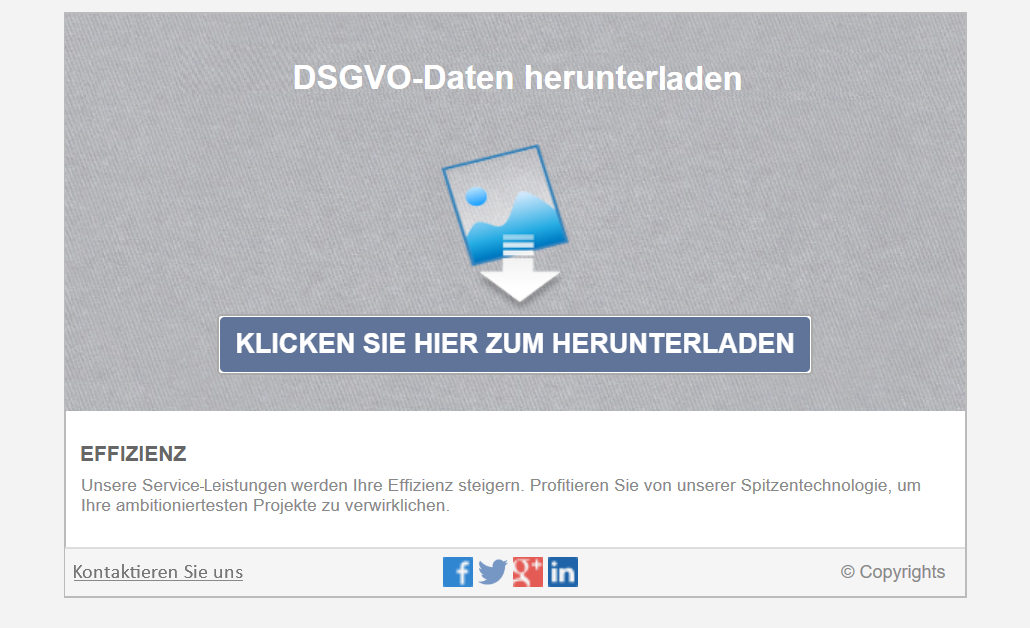 DSGVO-Daten herunterladen
KLICKEN SIE HIER ZUM HERUNTERLADEN
EFFIZIENZ
Unsere Service-Leistungen werden Ihre Effizienz steigern. Profitieren Sie von unserer Spitzentechnologie, um
Ihre ambitioniertesten Projekte zu verwirklichen.
Kontaktieren Sie uns f g+ in © Copyrights